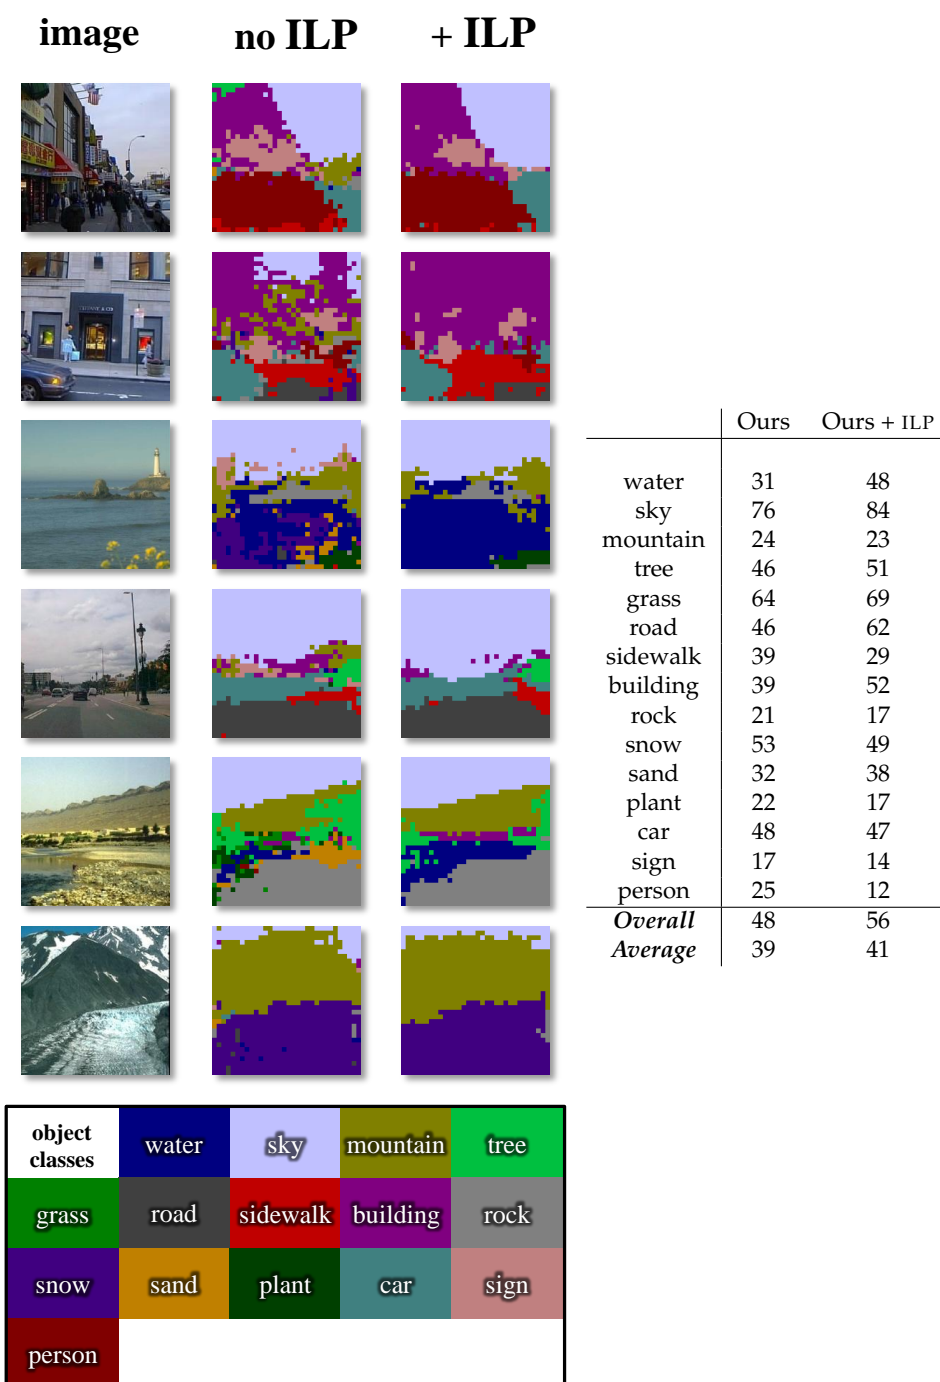 image no ILP + ILP
Ours Ours + ILP
water 31 48
sky 76 84
mountain 24 23
tree 46 51
grass 64 69
road 46 62
sidewalk 39 29
building 39 52
rock 21 17
snow 53 49
sand 32 38
plant 22 17
car 48 47
sign 17 14
person 25 12
Overall 48 56
Average 39 41
object classes water sky mountain tree
grass road sidewalk building rock
snow sand plant car sign
person